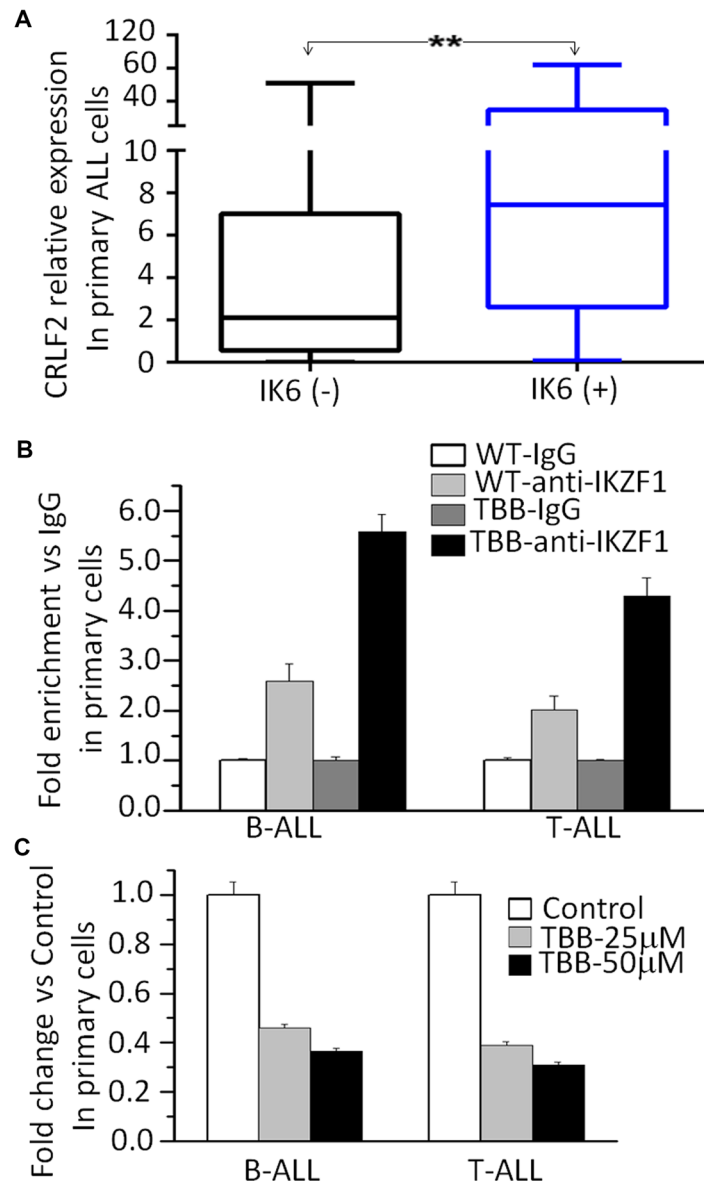 A
CRLF2 relative expression
In primary ALL cells
120
60
40
10
8
6
4
2
0
**
IK6 (-)
IK6 (+)
B
Fold enrichment vs IgG
in primary cells
6.0
5.0
4.0
3.0
2.0
1.0
0.0
WT-IgG
WT-anti-IKZF1
TBB-IgG
TBB-anti-IKZF1
B-ALL
T-ALL
C
Fold change vs Control
In primary cells
1.0
0.8
0.6
0.4
0.2
0.0
Control
TBB-25μM
TBB-50μM
B-ALL
T-ALL